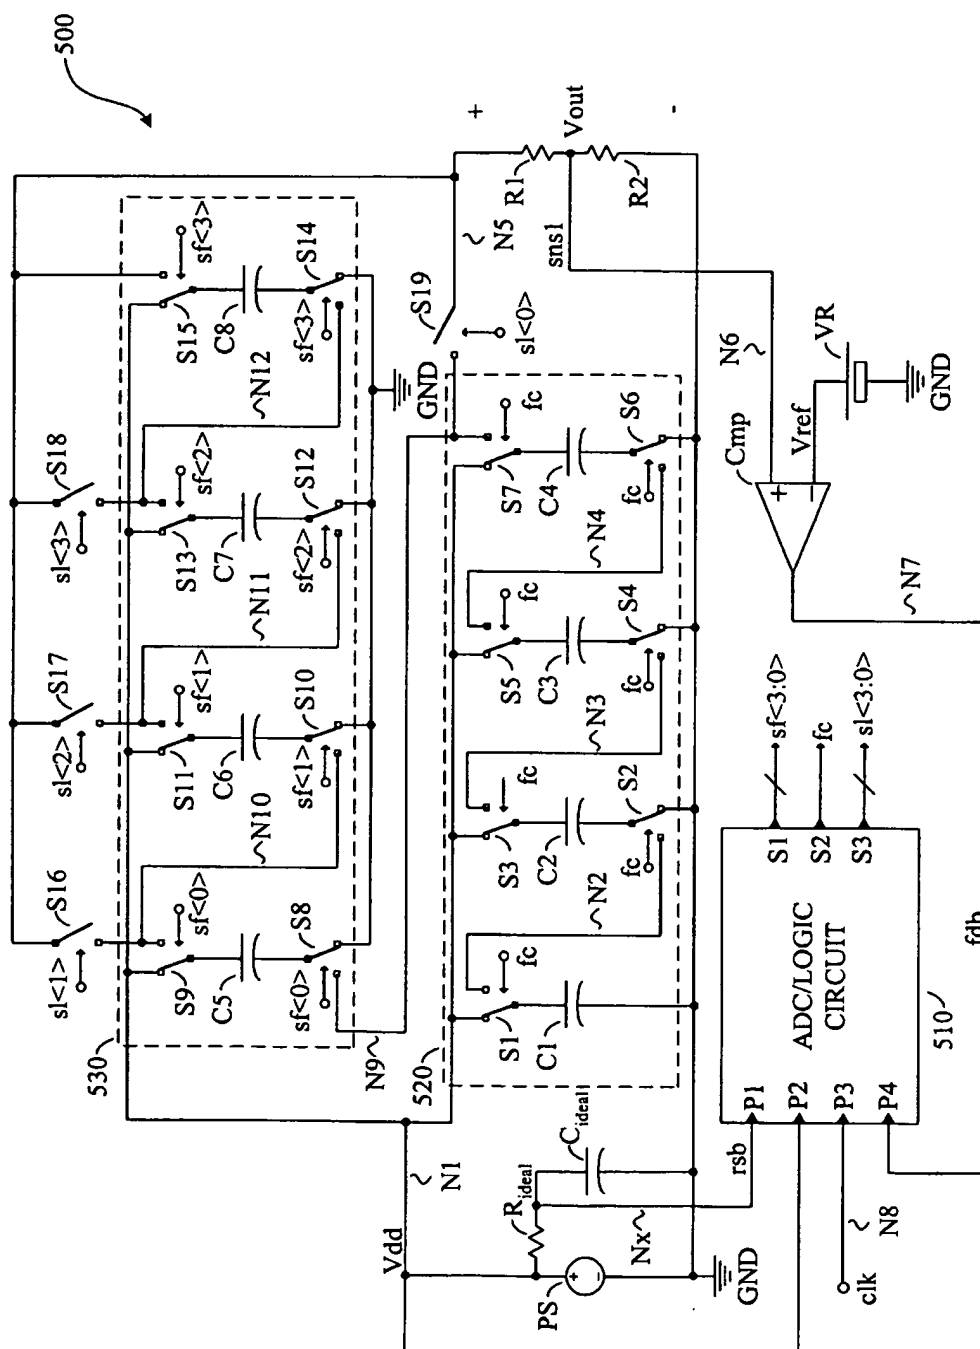 500
sl<1>
S16
sl<2>
S17
sl<3>
S18
530
S9
sf<0>
S11
sf<1>
S13
sf<2>
S15
sf<3>
C5
C6
C7
C8
N10
N11
N12
sf<0>
S8
sf<1>
S10
sf<2>
S12
sf<3>
S14
N9
GND
520
S19
sl<0>
N5
+
R1
Vout
sns1
R2
-
S1
fc
S3
fc
S5
fc
S7
fc
C1
C2
C3
C4
N2
N3
N4
fc
S2
fc
S4
fc
S6
N1
Vdd
Rideal
Cideal
PS
+
-
Nx
GND
rsb
P1
P2
P3
P4
clk
N8
ADC/LOGIC
CIRCUIT
510
S1
S2
S3
sf<3:0>
fc
sl<3:0>
fdb
N7
Cmp
+
-
N6
Vref
VR
GND